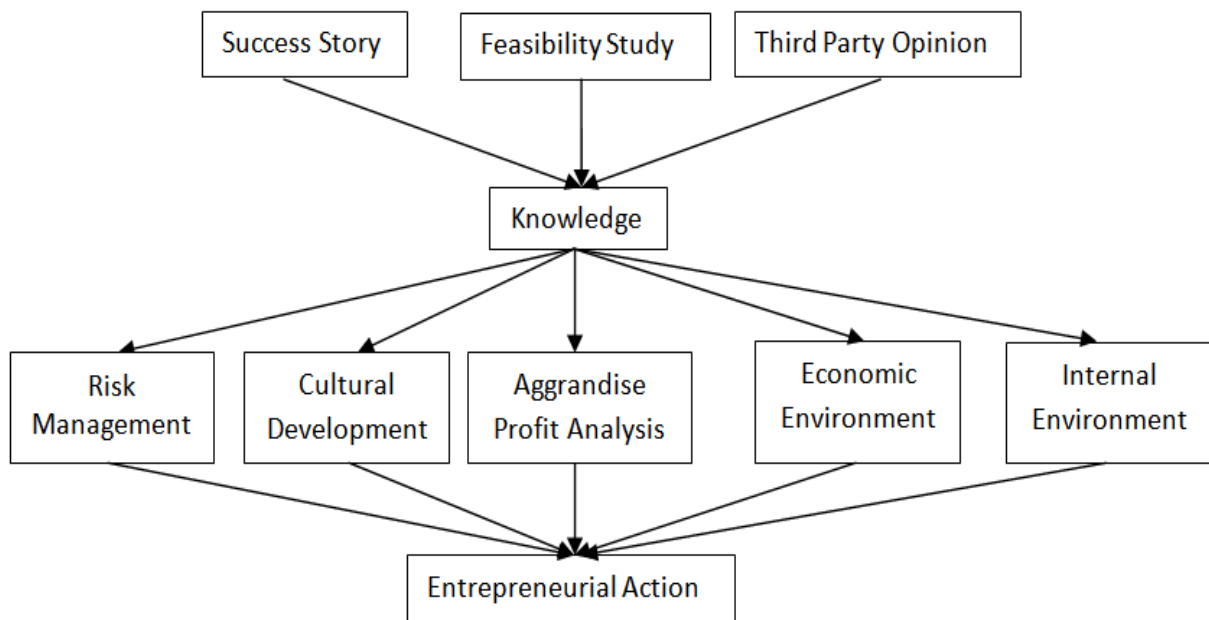 Success Story
Feasibility Study
Third Party Opinion
Knowledge
Risk
Management
Cultural
Development
Aggrandise
Profit Analysis
Economic
Environment
Internal
Environment
Entrepreneurial Action